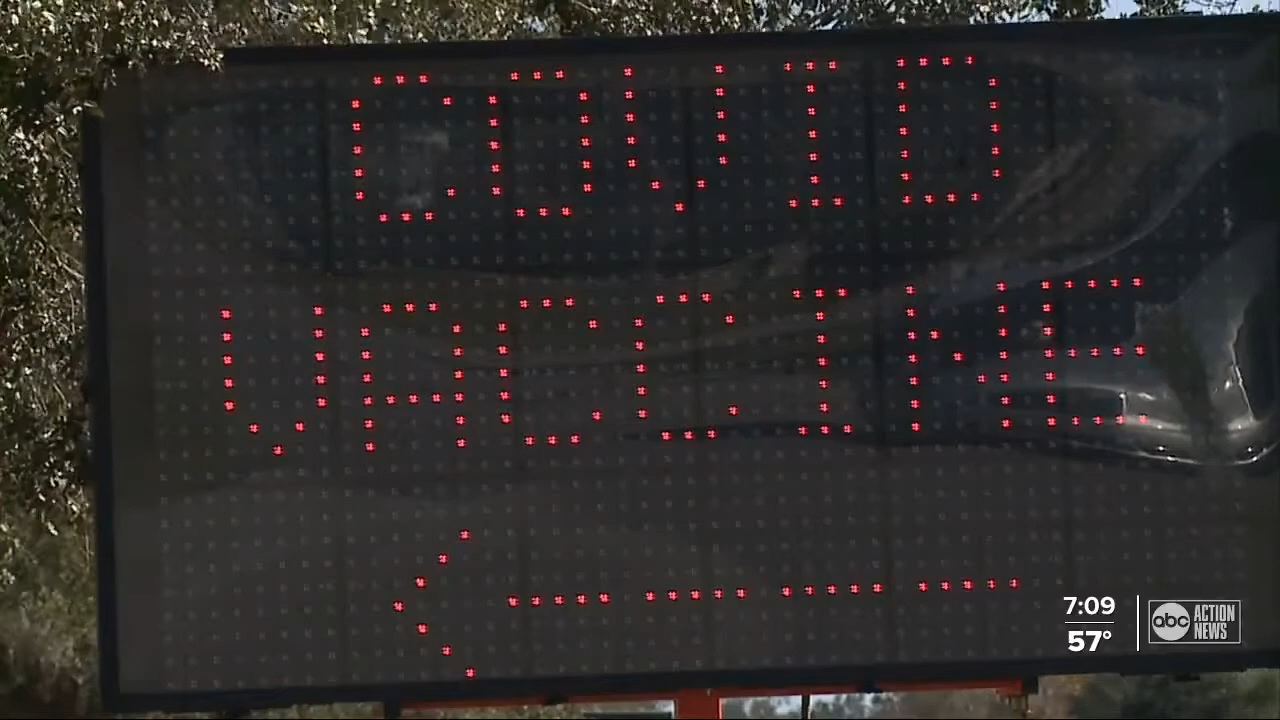 COVID
VACCINE
<----
7:09
57°
abc ACTION NEWS